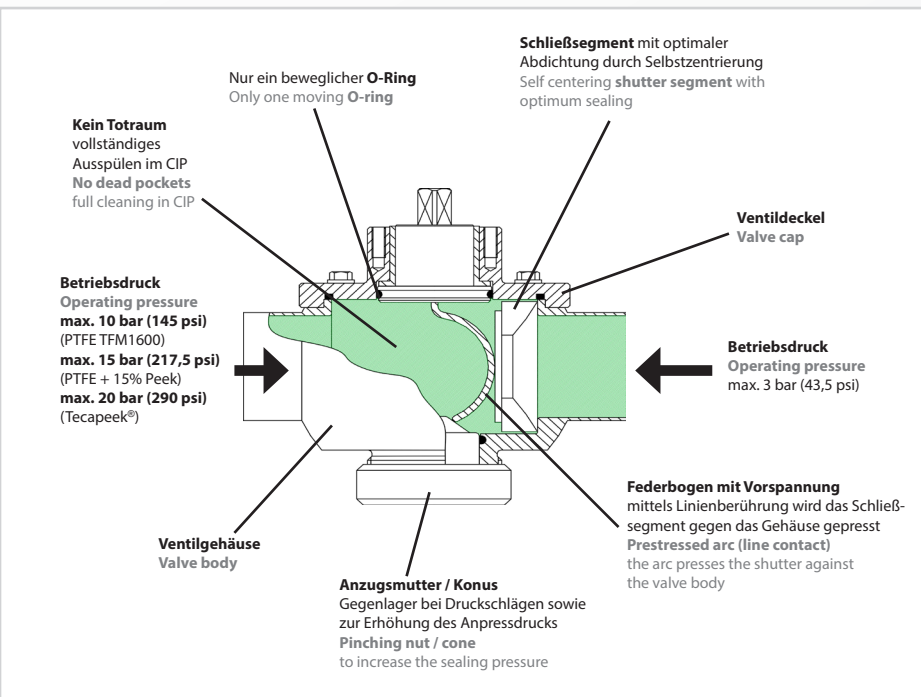 Schließsegment mit optimaler
Abdichtung durch Selbstzentrierung
Self centering shutter segment with
optimum sealing
Nur ein beweglicher O-Ring
Only one moving O-ring
Kein Totraum
vollständiges
Ausspülen im CIP
No dead pockets
full cleaning in CIP
Ventildeckel
Valve cap
Betriebsdruck
Operating pressure
max. 10 bar (145 psi)
(PTFE TFM1600)
max. 15 bar (217,5 psi)
(PTFE + 15% Peek)
max. 20 bar (290 psi)
(Tecapeek®)
Betriebsdruck
Operating pressure
max. 3 bar (43,5 psi)
Federbogen mit Vorspannung
mittels Linienberührung wird das Schließ-
segment gegen das Gehäuse gepresst
Prestressed arc (line contact)
the arc presses the shutter against
the valve body
Ventilgehäuse
Valve body
Anzugsmutter / Konus
Gegenlager bei Druckschlägen sowie
zur Erhöhung des Anpressdrucks
Pinching nut / cone
to increase the sealing pressure